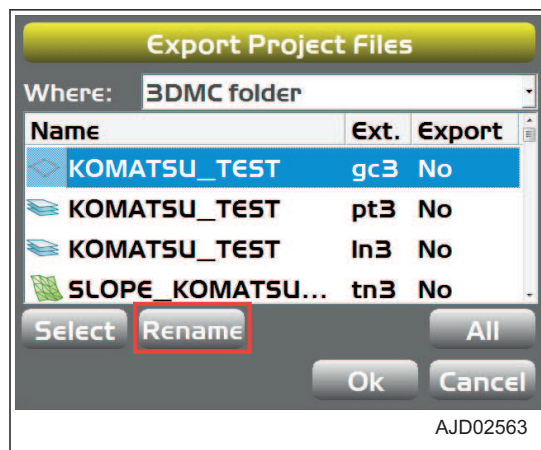 Export Project Files
Where: 3DMC folder
Name Ext. Export
KOMATSU_TEST gc3 No
KOMATSU_TEST pt3 No
KOMATSU_TEST ln3 No
SLOPE_KOMATSU... tn3 No
Select Rename All
Ok Cancel
AJD02563